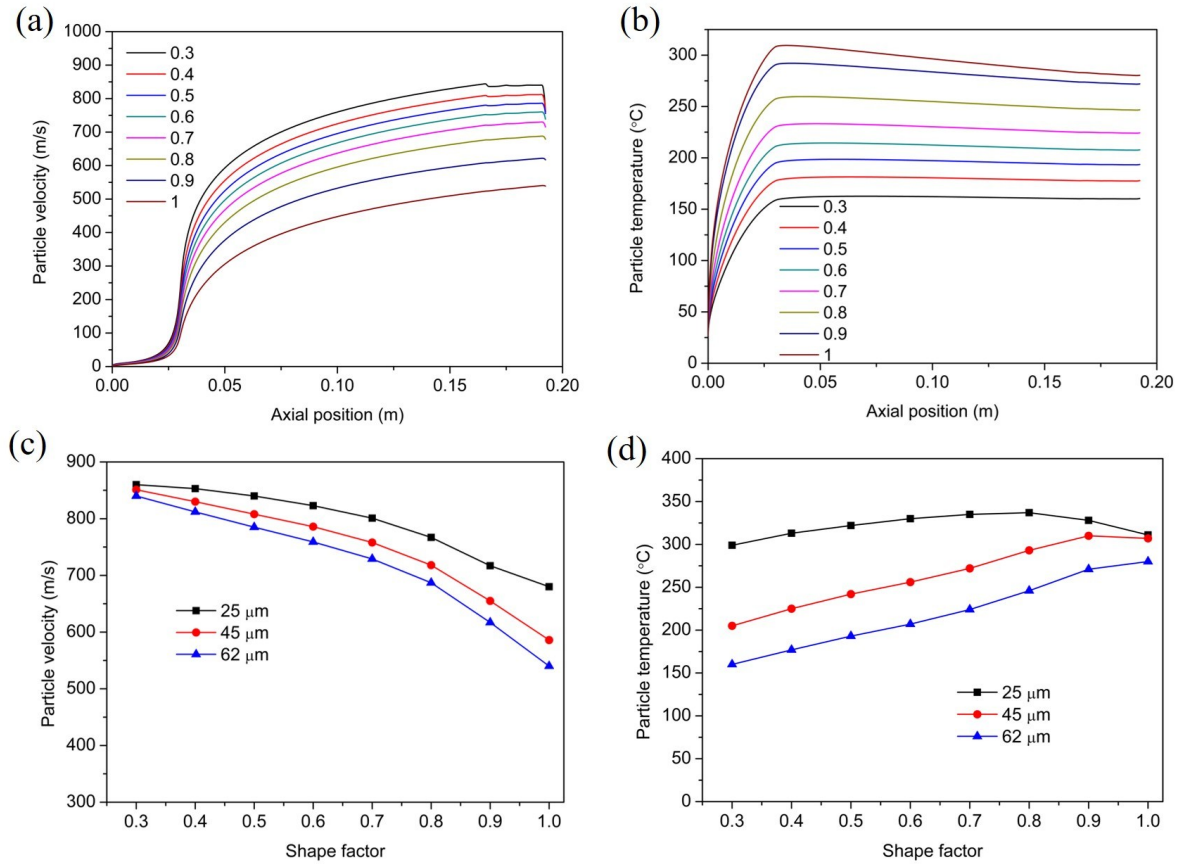 (a)
Particle velocity (m/s)
1000
900
800
700
600
500
400
300
200
100
0
0.3
0.4
0.5
0.6
0.7
0.8
0.9
1
0.00 0.05 0.10 0.15 0.20
Axial position (m)
(b)
Particle temperature (°C)
300
250
200
150
100
50
0
0.3
0.4
0.5
0.6
0.7
0.8
0.9
1
0.00 0.05 0.10 0.15 0.20
Axial position (m)
(c)
Particle velocity (m/s)
900
800
700
600
500
400
300
25 μm
45 μm
62 μm
0.3 0.4 0.5 0.6 0.7 0.8 0.9 1.0
Shape factor
(d)
Particle temperature (°C)
400
350
300
250
200
150
100
50
0
25 μm
45 μm
62 μm
0.3 0.4 0.5 0.6 0.7 0.8 0.9 1.0
Shape factor